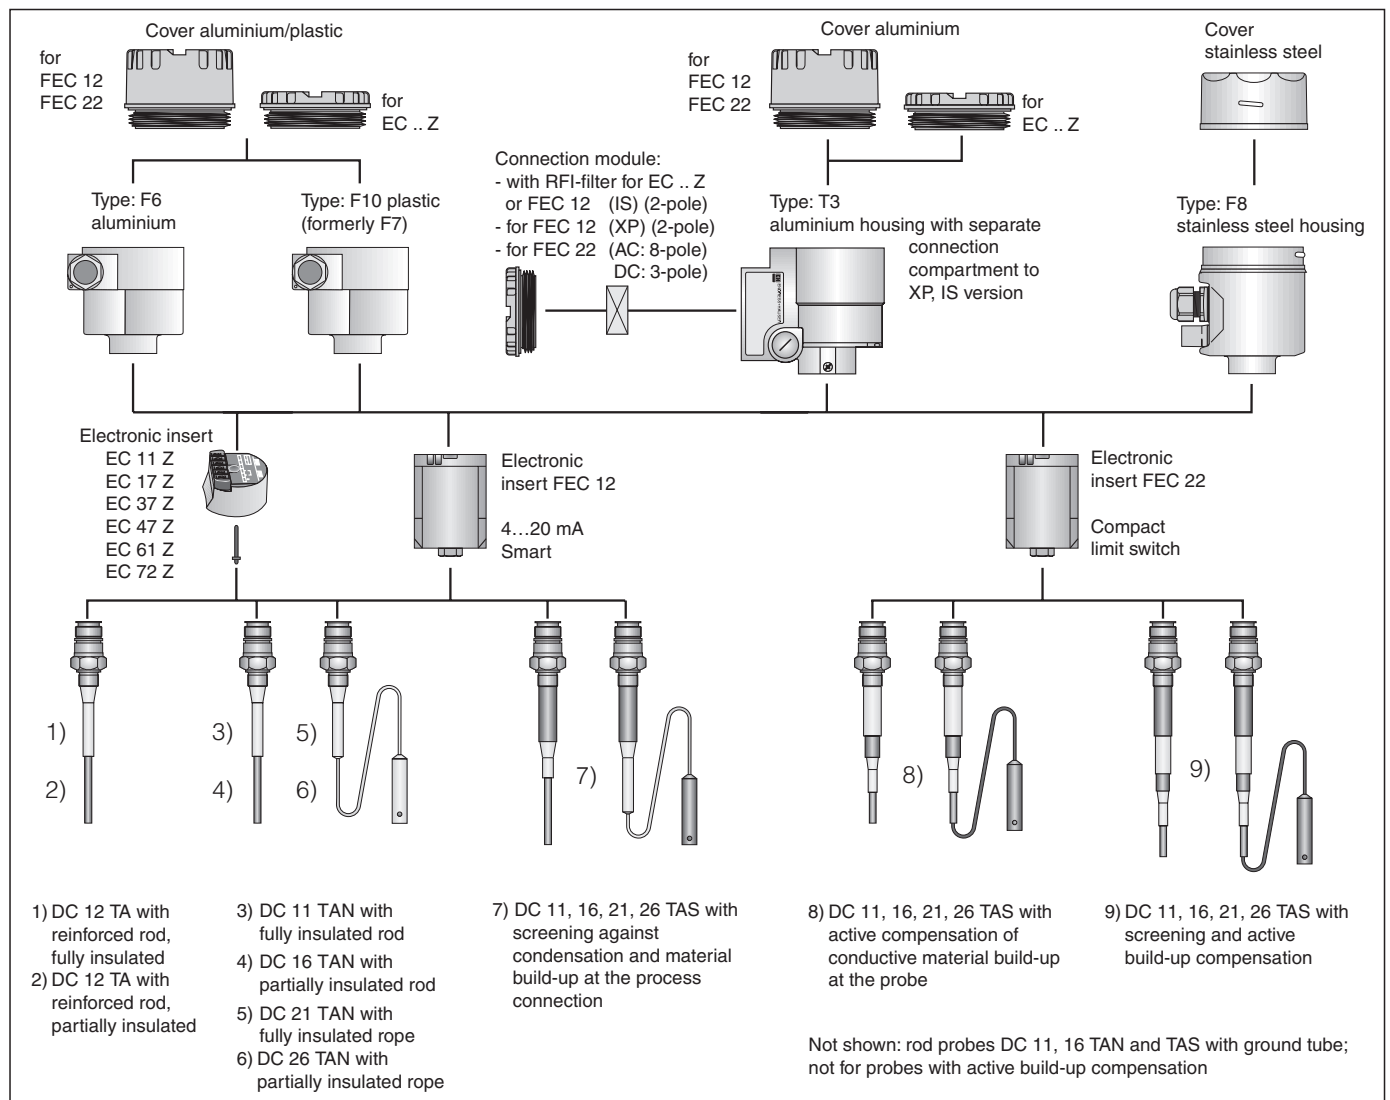 Cover aluminium/plastic
for
FEC 12
FEC 22
for
EC .. Z
Cover aluminium
for
FEC 12
FEC 22
for
EC .. Z
Cover
stainless steel
Type: F6
aluminium
Type: F10 plastic
(formerly F7)
Connection module:
- with RFI-filter for EC .. Z
or FEC 12 (IS) (2-pole)
- for FEC 12 (XP) (2-pole)
- for FEC 22 (AC: 8-pole)
DC: 3-pole)
Type: T3
aluminium housing with separate
connection
compartment to
XP, IS version
Type: F8
stainless steel housing
Electronic insert
EC 11 Z
EC 17 Z
EC 37 Z
EC 47 Z
EC 61 Z
EC 72 Z
Electronic
insert FEC 12
4…20 mA
Smart
Electronic
insert FEC 22
Compact
limit switch
1)
2)
3)
4)
5)
6)
7)
8)
9)
1) DC 12 TA with
reinforced rod,
fully insulated
2) DC 12 TA with
reinforced rod,
partially insulated
3) DC 11 TAN with
fully insulated rod
4) DC 16 TAN with
partially insulated rod
5) DC 21 TAN with
fully insulated rope
6) DC 26 TAN with
partially insulated rope
7) DC 11, 16, 21, 26 TAS with
screening against
condensation and material
build-up at the process
connection
8) DC 11, 16, 21, 26 TAS with
active compensation of
conductive material build-up
at the probe
9) DC 11, 16, 21, 26 TAS with
screening and active
build-up compensation
Not shown: rod probes DC 11, 16 TAN and TAS with ground tube;
not for probes with active build-up compensation